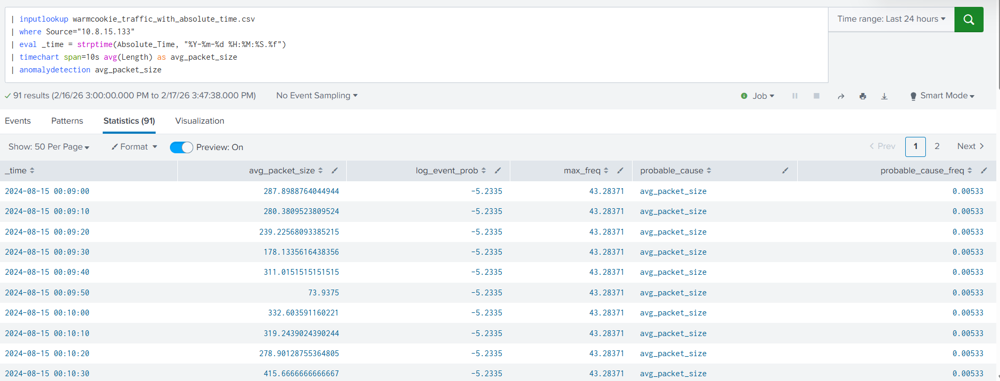 | inputlookup warmcookie_traffic_with_absolute_time.csv
| where Source="10.8.15.133"
| eval _time = strptime(Absolute_Time, "%Y-%m-%d %H:%M:%S.%f")
| timechart span=10s avg(Length) as avg_packet_size
| anomalydetection avg_packet_size
Time range: Last 24 hours
91 results (2/16/26 3:00:00.000 PM to 2/17/26 3:47:38.000 PM) No Event Sampling Job Smart Mode
Events Patterns Statistics (91) Visualization
Show: 50 Per Page Format Preview: On Prev 1 2 Next
_time avg_packet_size log_event_prob max_freq probable_cause probable_cause_freq
2024-08-15 00:09:00 287.8988764044944 -5.2335 43.28371 avg_packet_size 0.00533
2024-08-15 00:09:10 280.3809523809524 -5.2335 43.28371 avg_packet_size 0.00533
2024-08-15 00:09:20 239.22568093385215 -5.2335 43.28371 avg_packet_size 0.00533
2024-08-15 00:09:30 178.1335616438356 -5.2335 43.28371 avg_packet_size 0.00533
2024-08-15 00:09:40 311.0151515151515 -5.2335 43.28371 avg_packet_size 0.00533
2024-08-15 00:09:50 73.9375 -5.2335 43.28371 avg_packet_size 0.00533
2024-08-15 00:10:00 332.603591160221 -5.2335 43.28371 avg_packet_size 0.00533
2024-08-15 00:10:10 319.2439024390244 -5.2335 43.28371 avg_packet_size 0.00533
2024-08-15 00:10:20 278.90128755364805 -5.2335 43.28371 avg_packet_size 0.00533
2024-08-15 00:10:30 415.6666666666667 -5.2335 43.28371 avg_packet_size 0.00533